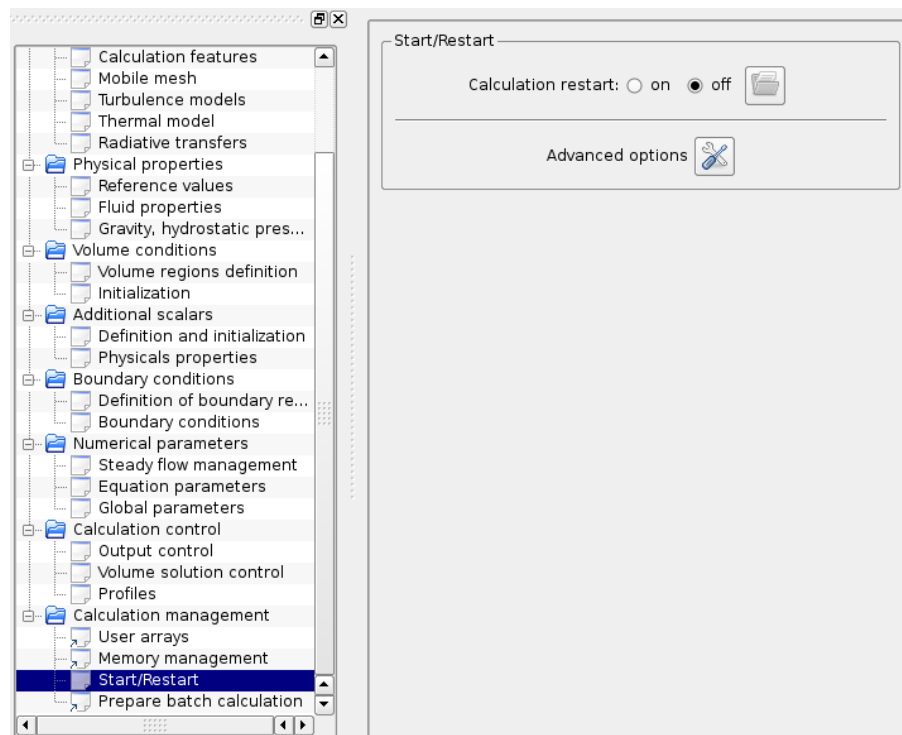 Calculation features
Mobile mesh
Turbulence models
Thermal model
Radiative transfers
Physical properties
Reference values
Fluid properties
Gravity, hydrostatic pres...
Volume conditions
Volume regions definition
Initialization
Additional scalars
Definition and initialization
Physicals properties
Boundary conditions
Definition of boundary re...
Boundary conditions
Numerical parameters
Steady flow management
Equation parameters
Global parameters
Calculation control
Output control
Volume solution control
Profiles
Calculation management
User arrays
Memory management
Start/Restart
Prepare batch calculation
Start/Restart
Calculation restart: on off
Advanced options